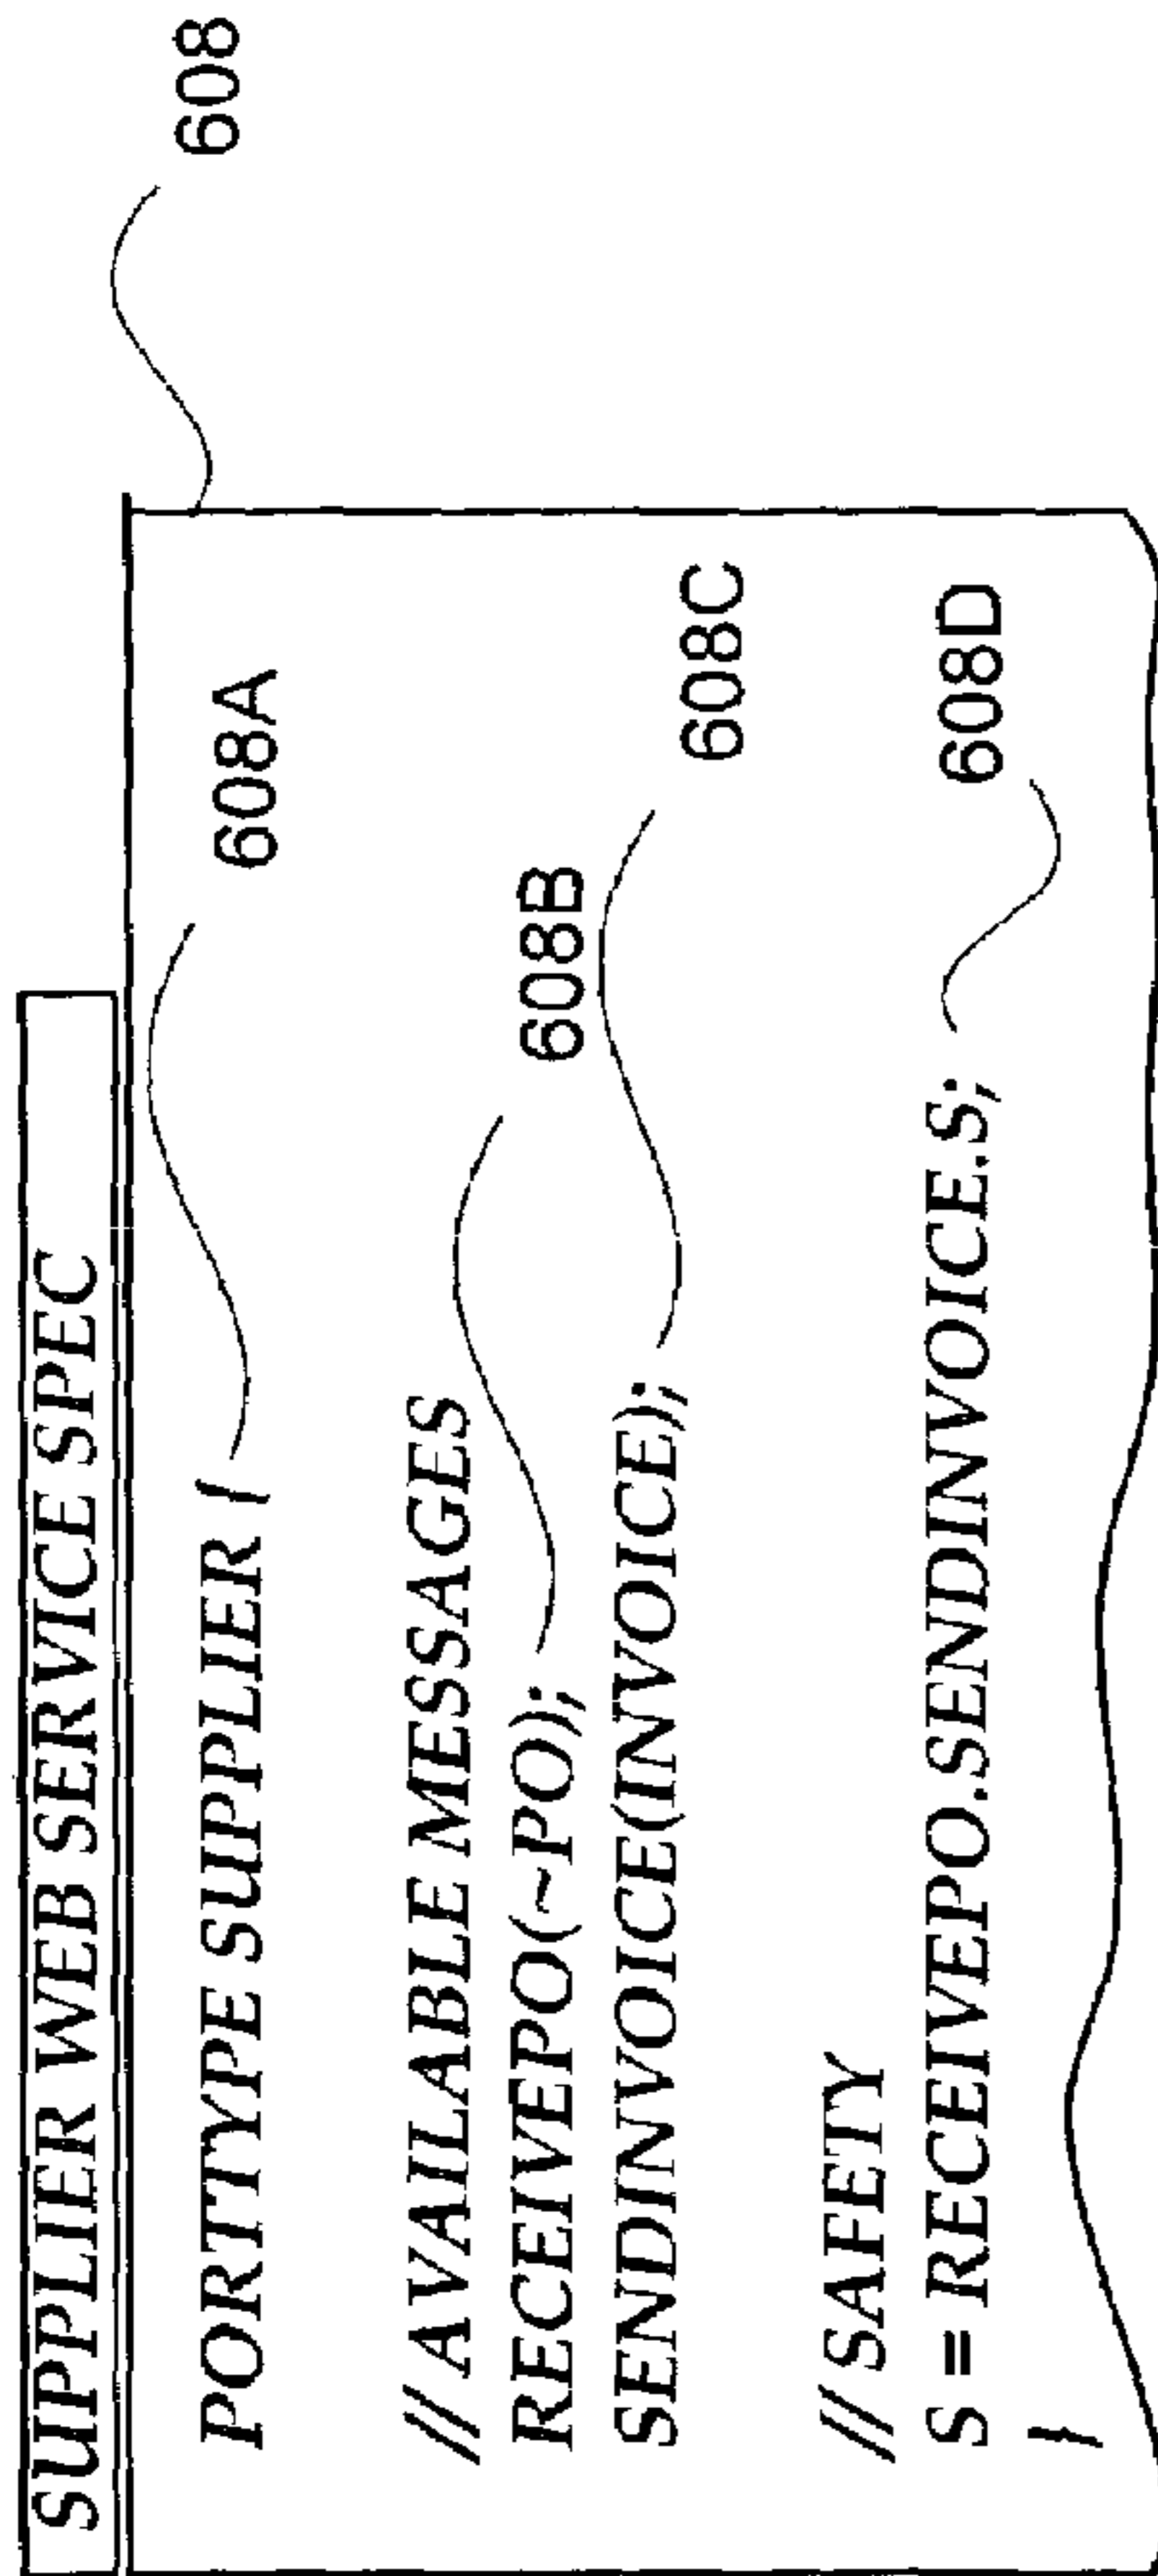 SUPPLIER WEB SERVICE SPEC
608
PORTTYPE SUPPLIER {
608A
// AVAILABLE MESSAGES
RECEIVEPO(~PO);
608B
SENDINVOICE(INVOICE);
608C
// SAFETY
S = RECEIVEPO.SENDINVOICE.S;
608D
}